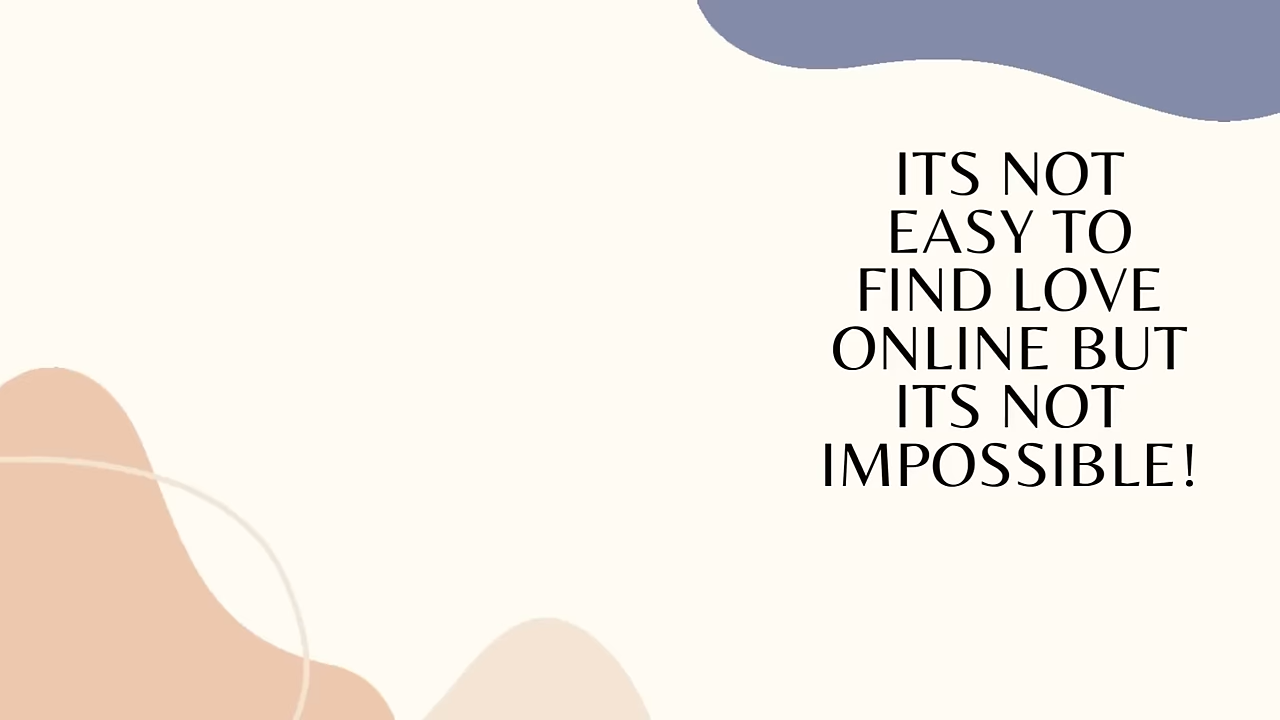 ITS NOT
EASY TO
FIND LOVE
ONLINE BUT
ITS NOT
IMPOSSIBLE!